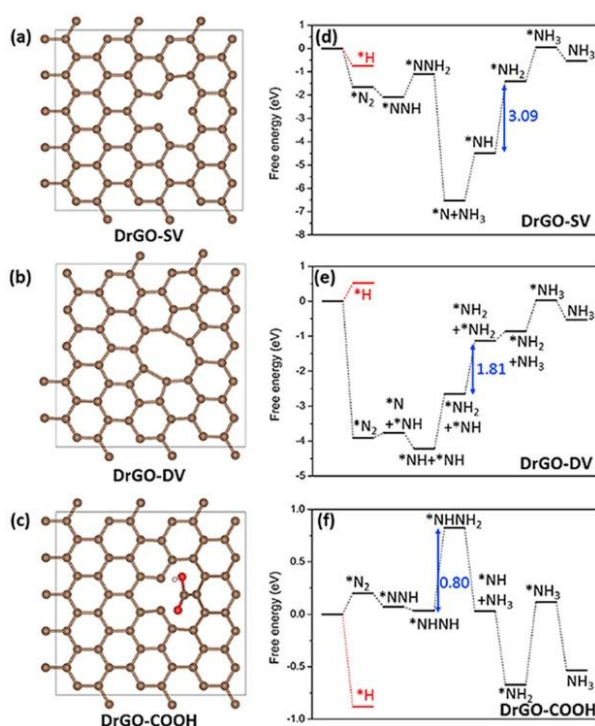 (a)
DrGO-SV
(d)
Free energy (eV)
1
0
-1
-2
-3
-4
-5
-6
-7
-8
*H
*N₂
*NNH
*NNH₂
*N+NH₃
*NH
*NH₂
*NH₃
NH₃
3.09
DrGO-SV
(b)
DrGO-DV
(e)
Free energy (eV)
1
0
-1
-2
-3
-4
-5
*H
*N₂
*N
+*NH
*NH+*NH
*NH₂
+*NH
*NH₂
+*NH₂
*NH₂
+NH₃
*NH₃
NH₃
1.81
DrGO-DV
(c)
DrGO-COOH
(f)
Free energy (eV)
1.0
0.5
0.0
-0.5
-1.0
*H
*N₂
*NNH
*NHNH
*NHNH₂
*NH
+NH₃
*NH₂
*NH₃
NH₃
0.80
DrGO-COOH